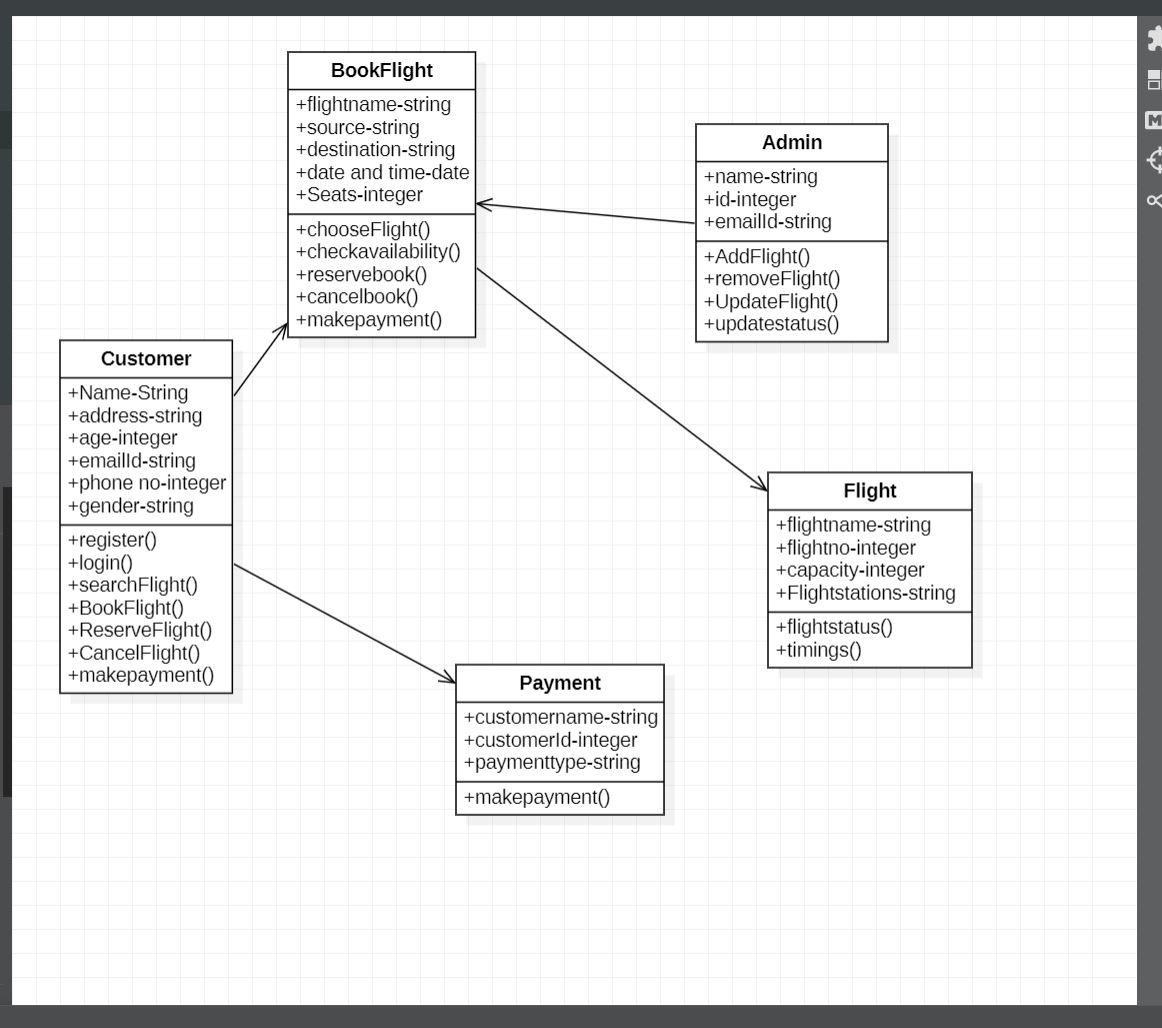 BookFlight
+flightname-string
+source-string
+destination-string
+date and time-date
+Seats-integer
+chooseFlight()
+checkavailability()
+reservebook()
+cancelbook()
+makepayment()
Admin
+name-string
+id-integer
+emailId-string
+AddFlight()
+removeFlight()
+UpdateFlight()
+updatestatus()
Customer
+Name-String
+address-string
+age-integer
+emailId-string
+phone no-integer
+gender-string
+register()
+login()
+searchFlight()
+BookFlight()
+ReserveFlight()
+CancelFlight()
+makepayment()
Flight
+flightname-string
+flightno-integer
+capacity-integer
+Flightstations-string
+flightstatus()
+timings()
Payment
+customername-string
+customerId-integer
+paymenttype-string
+makepayment()
M